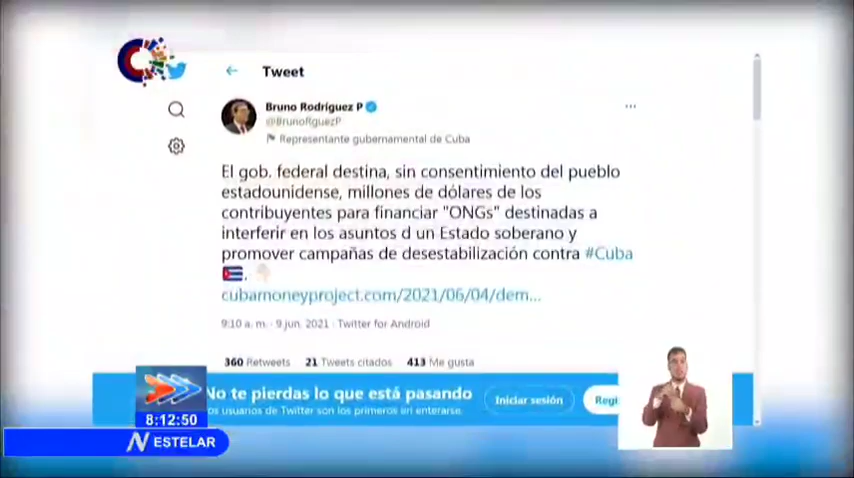 Tweet
Bruno Rodríguez P
@BrunoRguezP
Representante gubernamental de Cuba
El gob. federal destina, sin consentimiento del pueblo
estadounidense, millones de dólares de los
contribuyentes para financiar "ONGs" destinadas a
interferir en los asuntos d un Estado soberano y
promover campañas de desestabilización contra #Cuba
.
cubamoneyproject.com/2021/06/04/dem...
9:10 a. m. · 9 jun. 2021 · Twitter for Android
360 Retweets 21 Tweets citados 413 Me gusta
No te pierdas lo que está pasando
os usuarios de Twitter son los primeros en enterarse.
Iniciar sesión
Regi
8:12:50
N ESTELAR